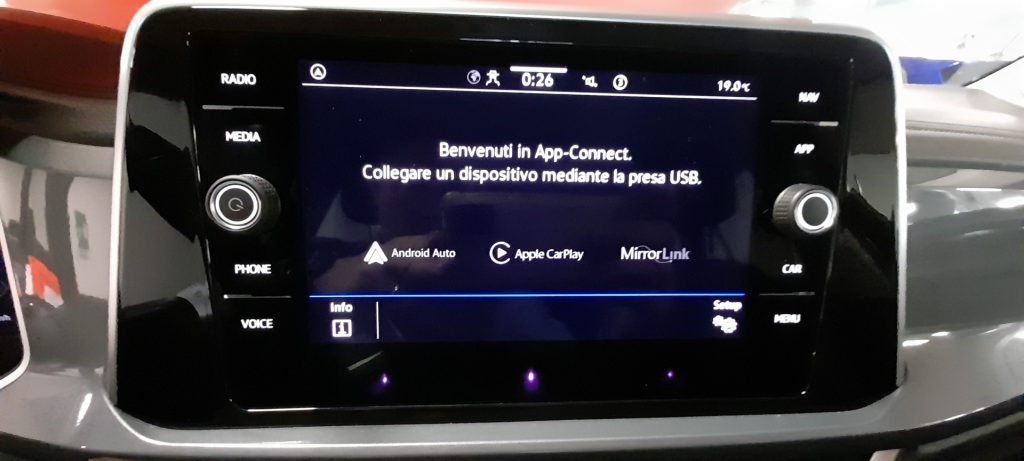 RADIO
MEDIA
PHONE
VOICE
0:26
19.0°C
Benvenuti in App-Connect.
Collegare un dispositivo mediante la presa USB.
Android Auto
Apple CarPlay
MirrorLink
Info
Setup
NAV
APP
CAR
MENU